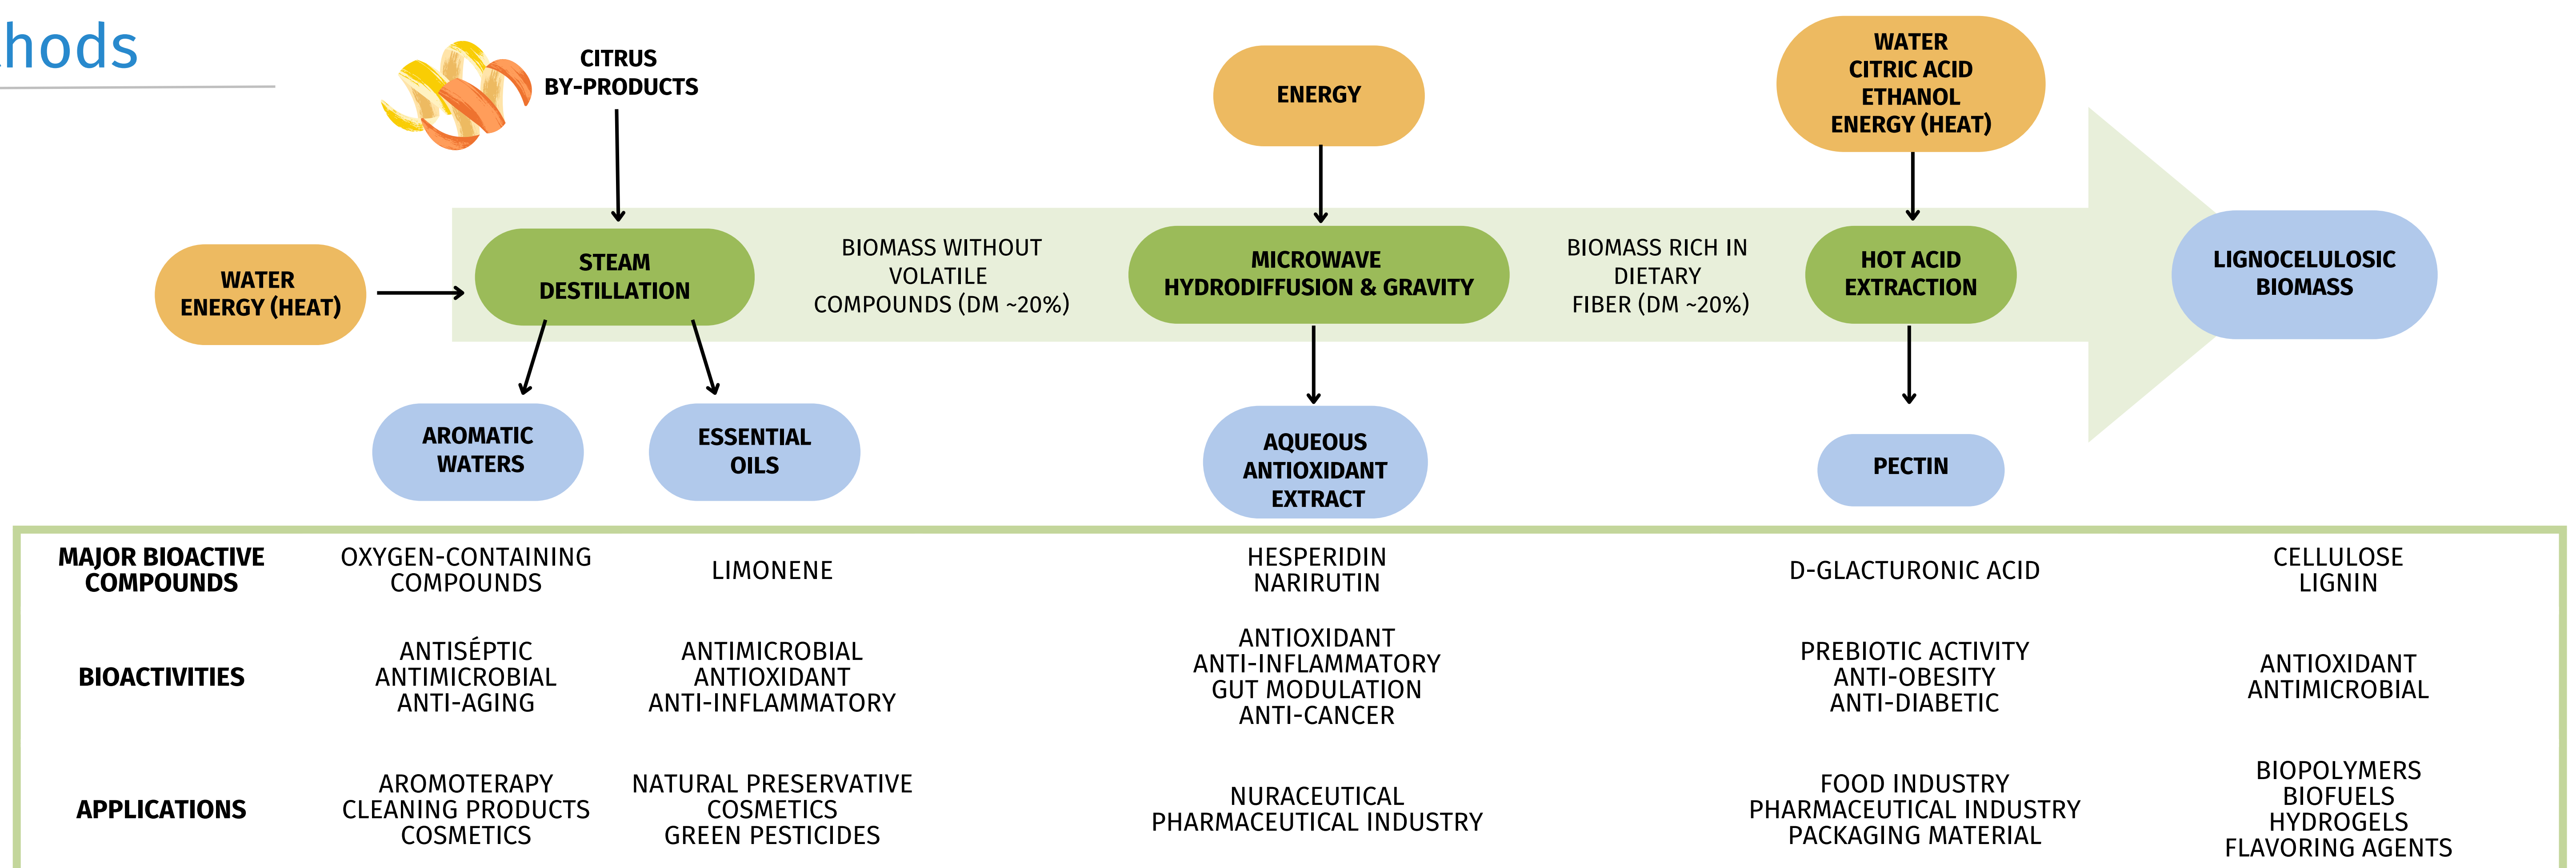 hods
CITRUS
BY-PRODUCTS
ENERGY
WATER
CITRIC ACID
ETHANOL
ENERGY (HEAT)
WATER
ENERGY (HEAT)
STEAM
DESTILLATION
BIOMASS WITHOUT
VOLATILE
COMPOUNDS (DM ~20%)
MICROWAVE
HYDRODIFFUSION & GRAVITY
BIOMASS RICH IN
DIETARY
FIBER (DM ~20%)
HOT ACID
EXTRACTION
LIGNOCELULOSIC
BIOMASS
AROMATIC
WATERS
ESSENTIAL
OILS
AQUEOUS
ANTIOXIDANT
EXTRACT
PECTIN
MAJOR BIOACTIVE
COMPOUNDS
OXYGEN-CONTAINING
COMPOUNDS
LIMONENE
HESPERIDIN
NARIRUTIN
D-GLACTURONIC ACID
CELLULOSE
LIGNIN
BIOACTIVITIES
ANTISÉPTIC
ANTIMICROBIAL
ANTI-AGING
ANTIMICROBIAL
ANTIOXIDANT
ANTI-INFLAMMATORY
ANTIOXIDANT
ANTI-INFLAMMATORY
GUT MODULATION
ANTI-CANCER
PREBIOTIC ACTIVITY
ANTI-OBESITY
ANTI-DIABETIC
ANTIOXIDANT
ANTIMICROBIAL
APPLICATIONS
AROMOTERAPY
CLEANING PRODUCTS
COSMETICS
NATURAL PRESERVATIVE
COSMETICS
GREEN PESTICIDES
NURACEUTICAL
PHARMACEUTICAL INDUSTRY
FOOD INDUSTRY
PHARMACEUTICAL INDUSTRY
PACKAGING MATERIAL
BIOPOLYMERS
BIOFUELS
HYDROGELS
FLAVORING AGENTS